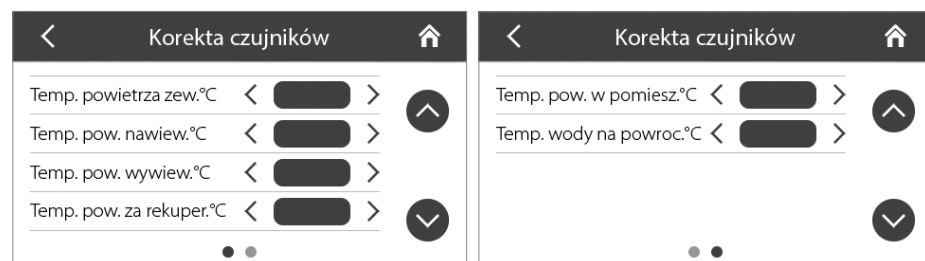 Korekta czujników
Temp. powietrza zew.°C
Temp. pow. nawiew.°C
Temp. pow. wywiew.°C
Temp. pow. za rekuper.°C
Korekta czujników
Temp. pow. w pomiesz.°C
Temp. wody na powroc.°C